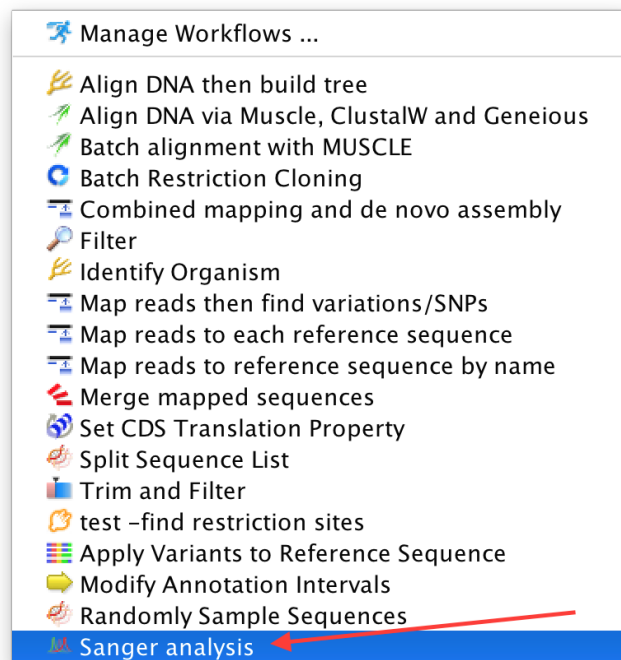 Manage Workflows ...
Align DNA then build tree
Align DNA via Muscle, ClustalW and Geneious
Batch alignment with MUSCLE
Batch Restriction Cloning
Combined mapping and de novo assembly
Filter
Identify Organism
Map reads then find variations/SNPs
Map reads to each reference sequence
Map reads to reference sequence by name
Merge mapped sequences
Set CDS Translation Property
Split Sequence List
Trim and Filter
test –find restriction sites
Apply Variants to Reference Sequence
Modify Annotation Intervals
Randomly Sample Sequences
Sanger analysis